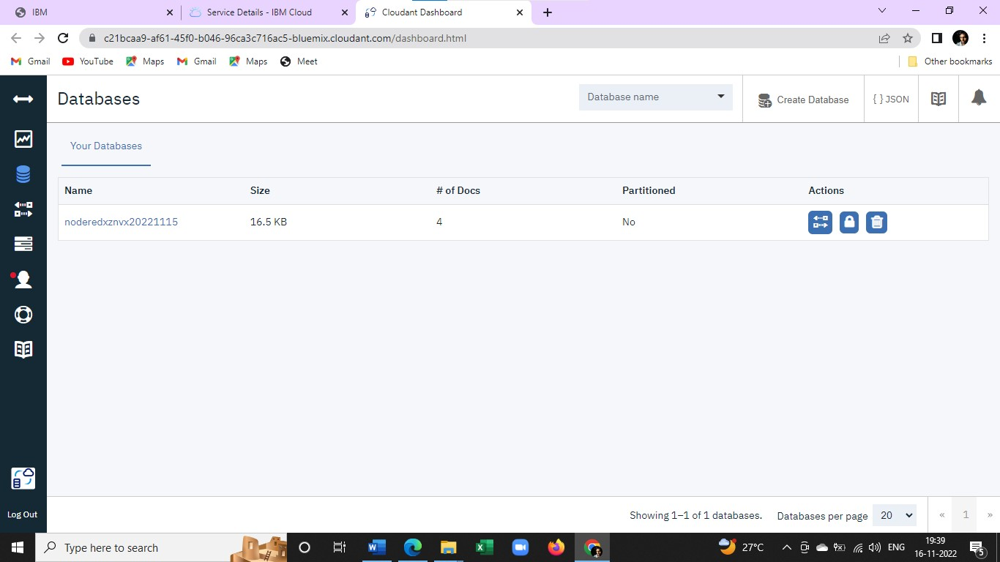 IBM
Service Details - IBM Cloud
Cloudant Dashboard
c21bcaa9-af61-45f0-b046-96ca3c716ac5-bluemix.cloudant.com/dashboard.html
Gmail
YouTube
Maps
Gmail
Maps
Meet
Other bookmarks
Databases
Database name
Create Database
{ } JSON
Your Databases
Name Size # of Docs Partitioned Actions
noderedxznvx20221115 16.5 KB 4 No
Log Out
Showing 1–1 of 1 databases.
Databases per page 20
« 1 »
Type here to search
27°C
ENG
19:39
16-11-2022
5